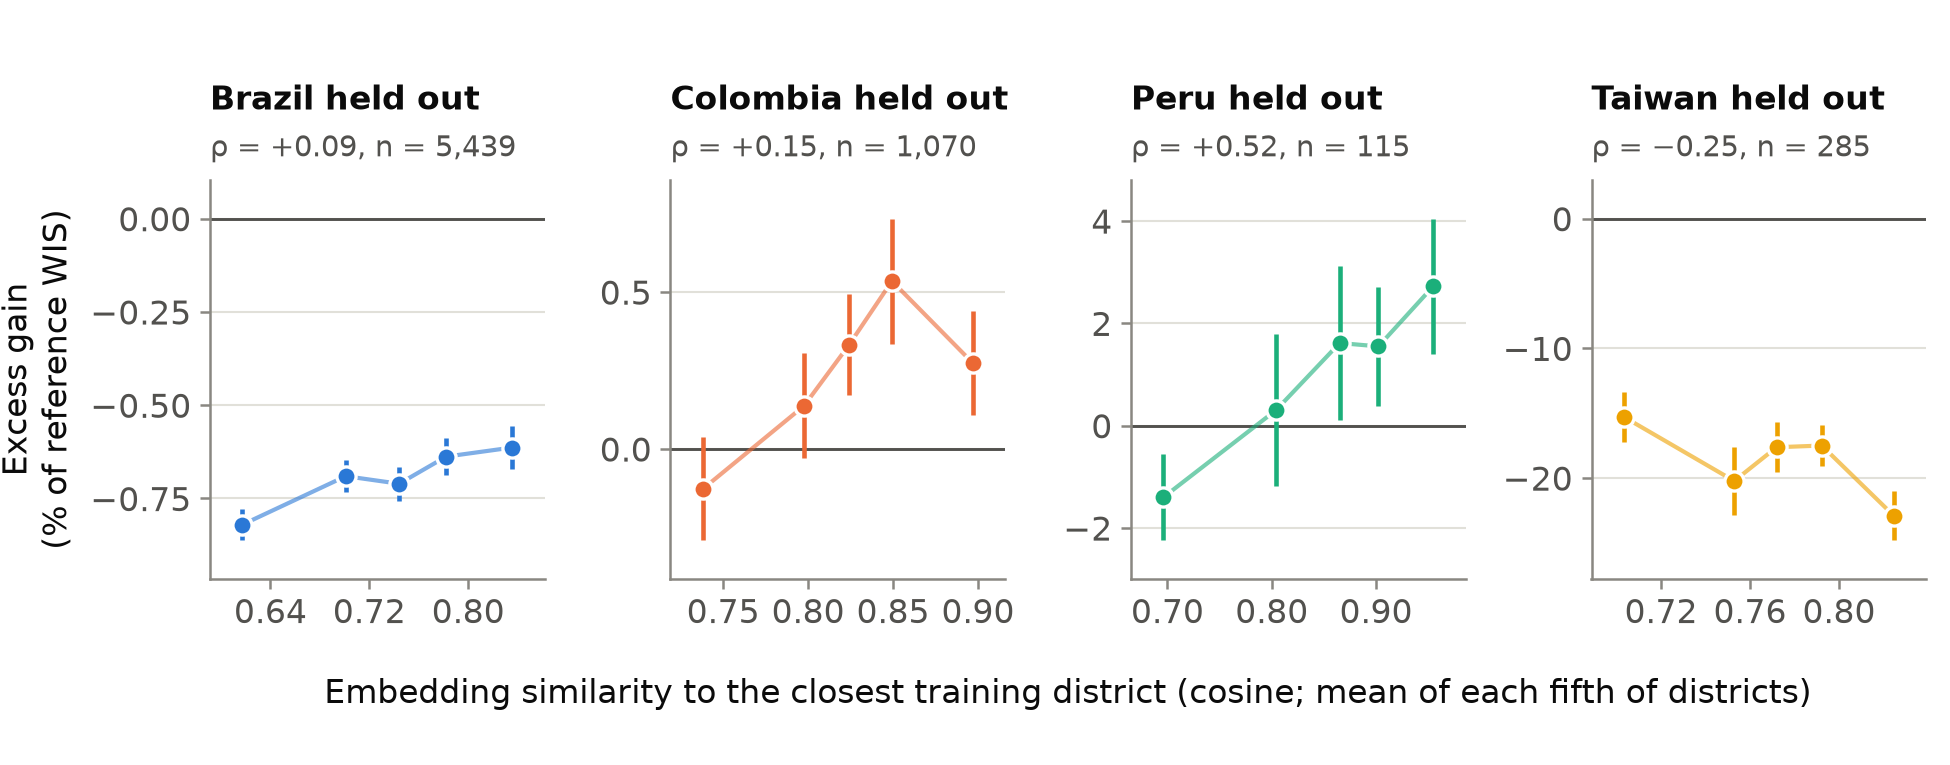 Brazil held out
ρ = +0.09, n = 5,439
Colombia held out
ρ = +0.15, n = 1,070
Peru held out
ρ = +0.52, n = 115
Taiwan held out
ρ = −0.25, n = 285
Excess gain
(% of reference WIS)
0.00
−0.25
−0.50
−0.75
0.64 0.72 0.80
0.5
0.0
0.75 0.80 0.85 0.90
4
2
0
−2
0.70 0.80 0.90
0
−10
−20
0.72 0.76 0.80
Embedding similarity to the closest training district (cosine; mean of each fifth of districts)